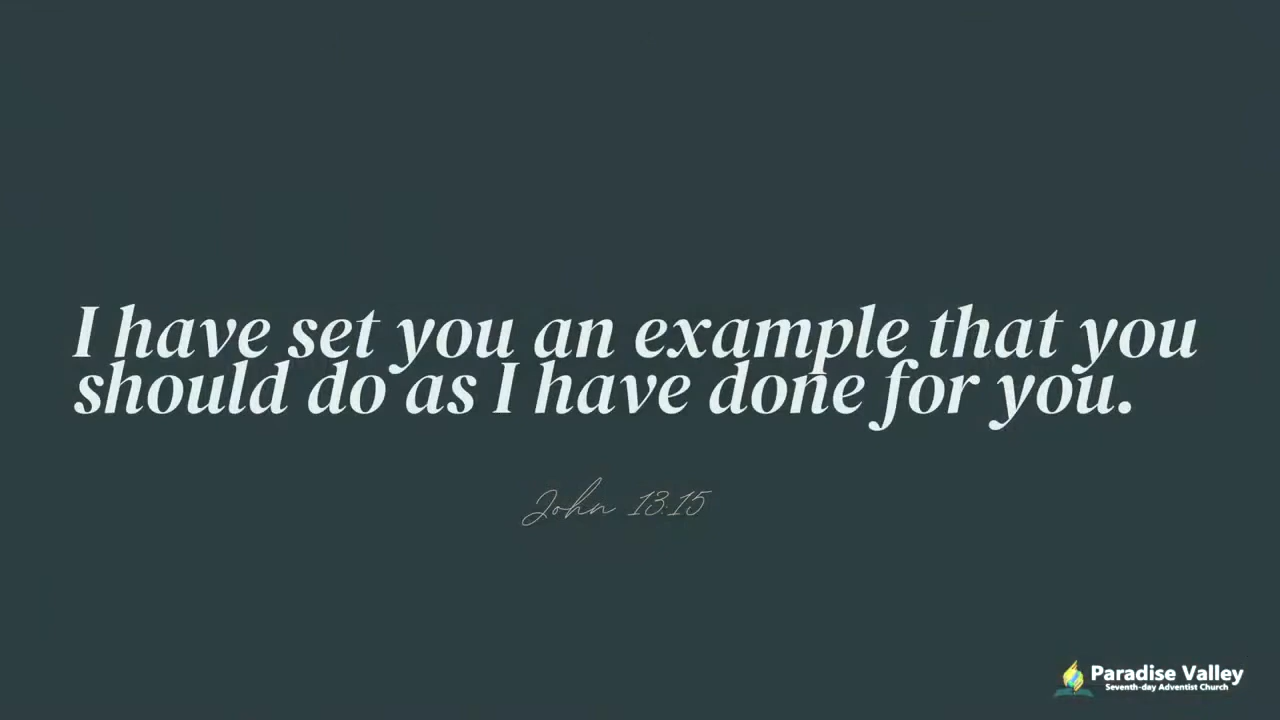 I have set you an example that you
should do as I have done for you.
John 13:15
Paradise Valley
Seventh-day Adventist Church